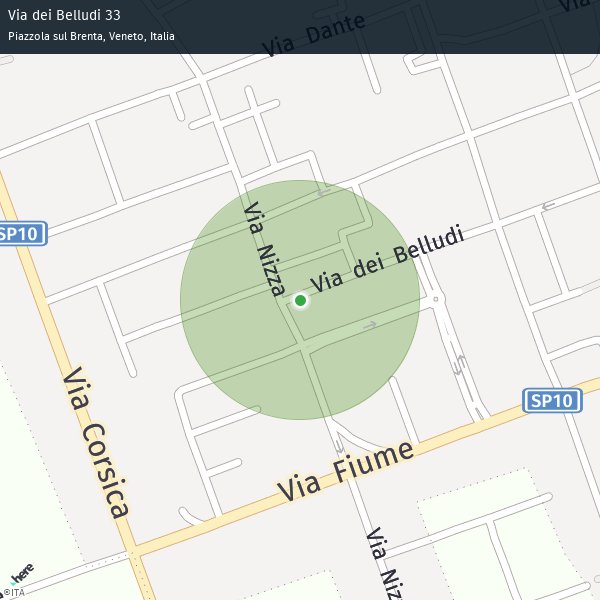 Via dei Belludi 33
Piazzola sul Brenta, Veneto, Italia
Via Dante
Via
Via Nizza
Via dei Belludi
SP10
SP10
Via Corsica
Via Fiume
Via Niz
here
©ITA